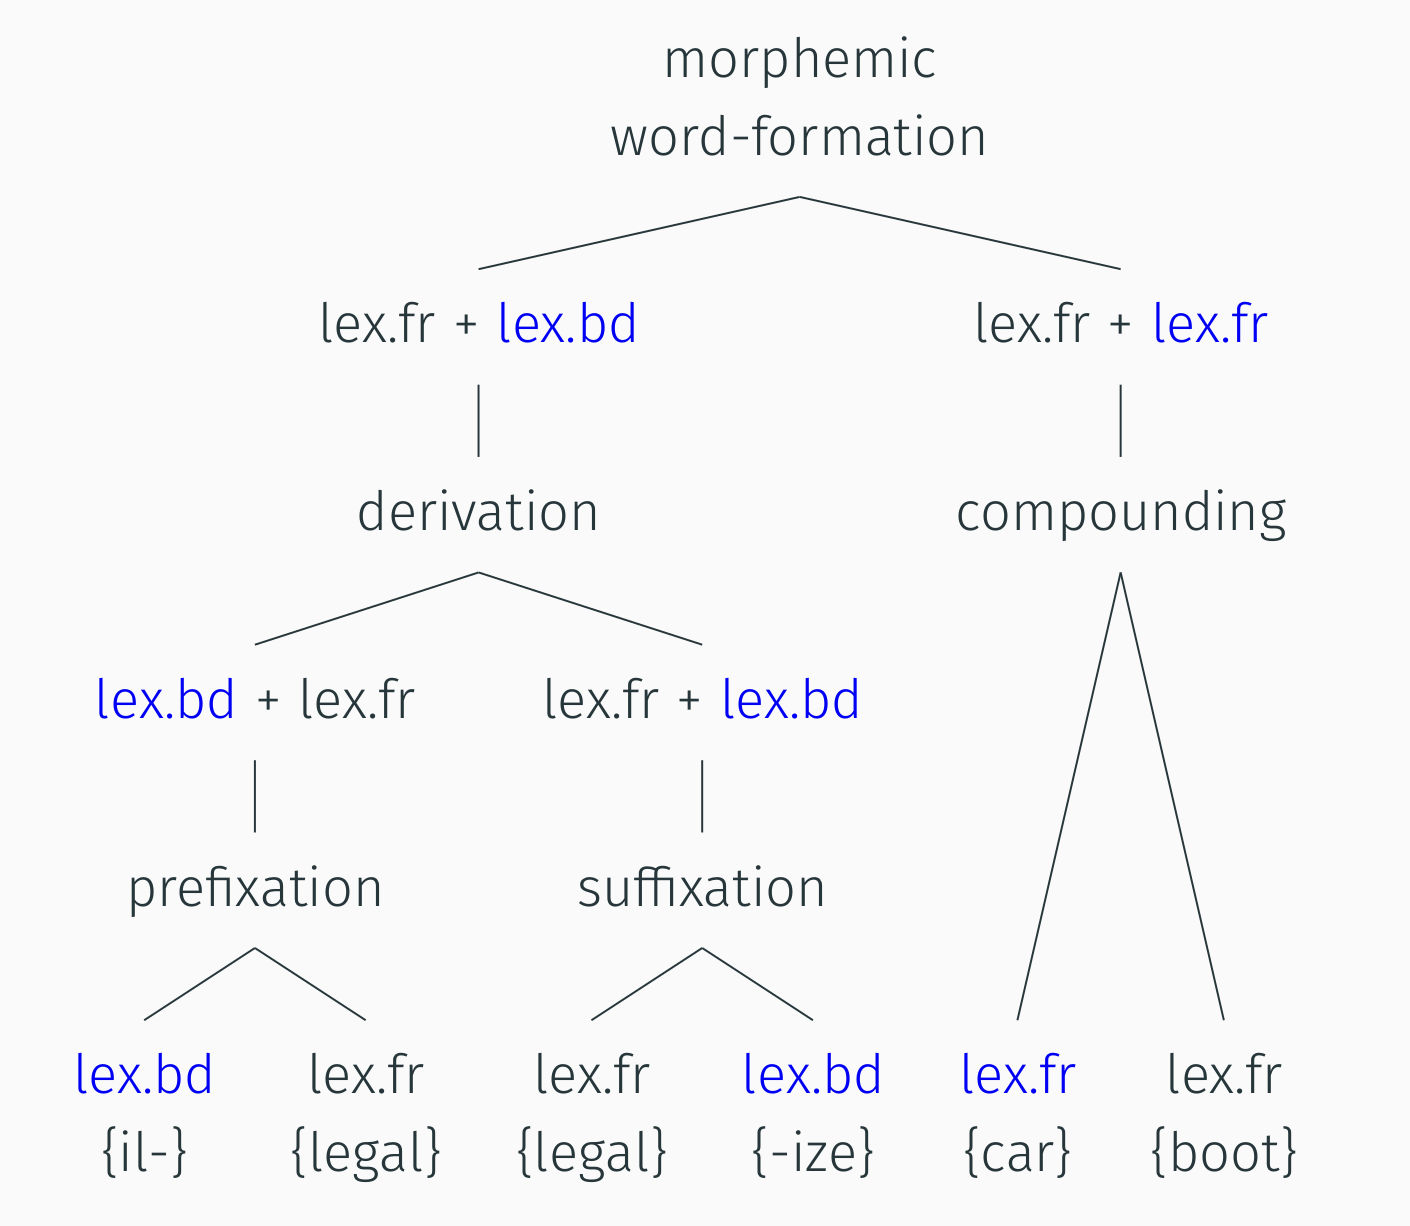 morphemic
word-formation
lex.fr + lex.bd
lex.fr + lex.fr
derivation
compounding
lex.bd + lex.fr
lex.fr + lex.bd
prefixation
suffixation
lex.bd
lex.fr
lex.fr
lex.bd
lex.fr
lex.fr
{il-}
{legal}
{legal}
{-ize}
{car}
{boot}